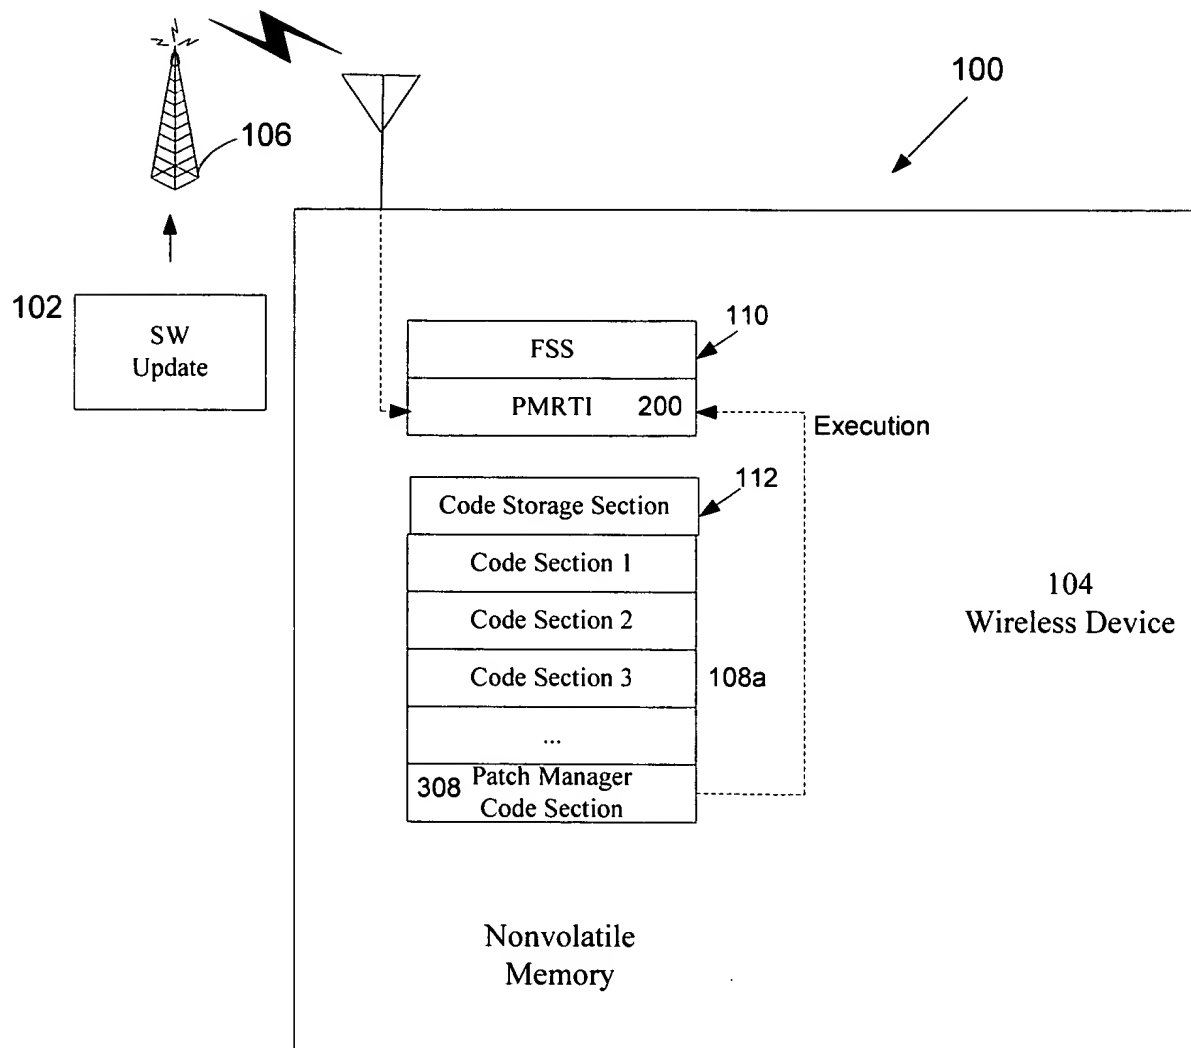 100
106
102
SW
Update
110
FSS
PMRTI 200
Execution
112
Code Storage Section
Code Section 1
Code Section 2
104
Wireless Device
Code Section 3
108a
...
308 Patch Manager
Code Section
Nonvolatile
Memory